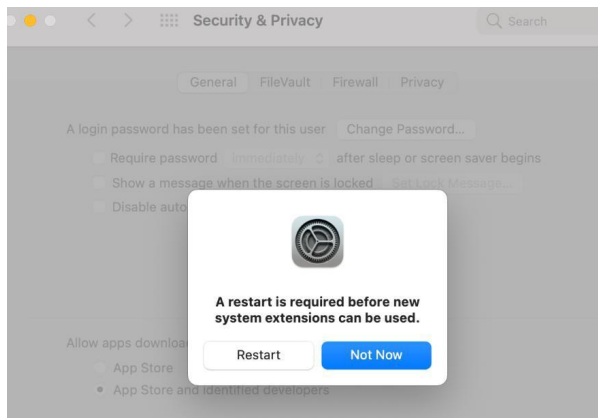 Security & Privacy
Search
General FileVault Firewall Privacy
A login password has been set for this user Change Password...
Require password immediately after sleep or screen saver begins
Show a message when the screen is locked Set Lock Message...
Disable auto
A restart is required before new
system extensions can be used.
Allow apps downloa
Restart Not Now
App Store
App Store and identified developers